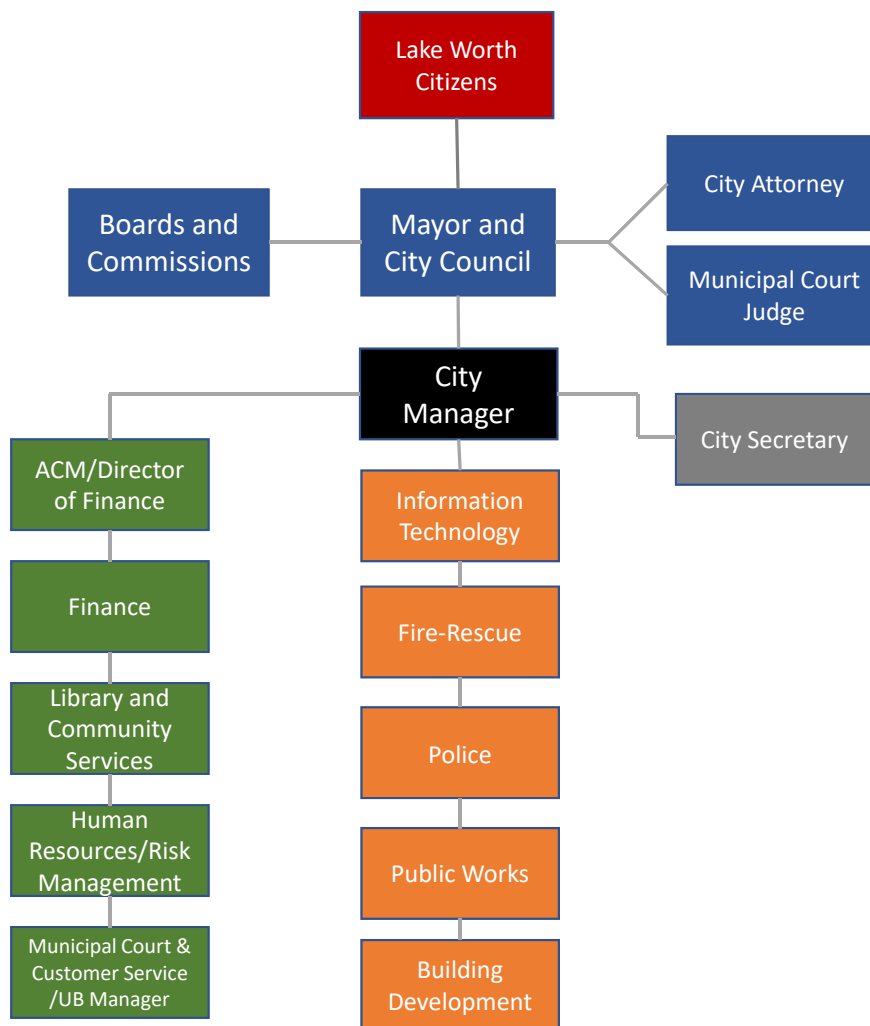 Lake Worth
Citizens
City Attorney
Boards and
Commissions
Mayor and
City Council
Municipal Court
Judge
City
Manager
City Secretary
ACM/Director
of Finance
Information
Technology
Finance
Fire-Rescue
Library and
Community
Services
Police
Human
Resources/Risk
Management
Public Works
Municipal Court &
Customer Service
/UB Manager
Building
Development